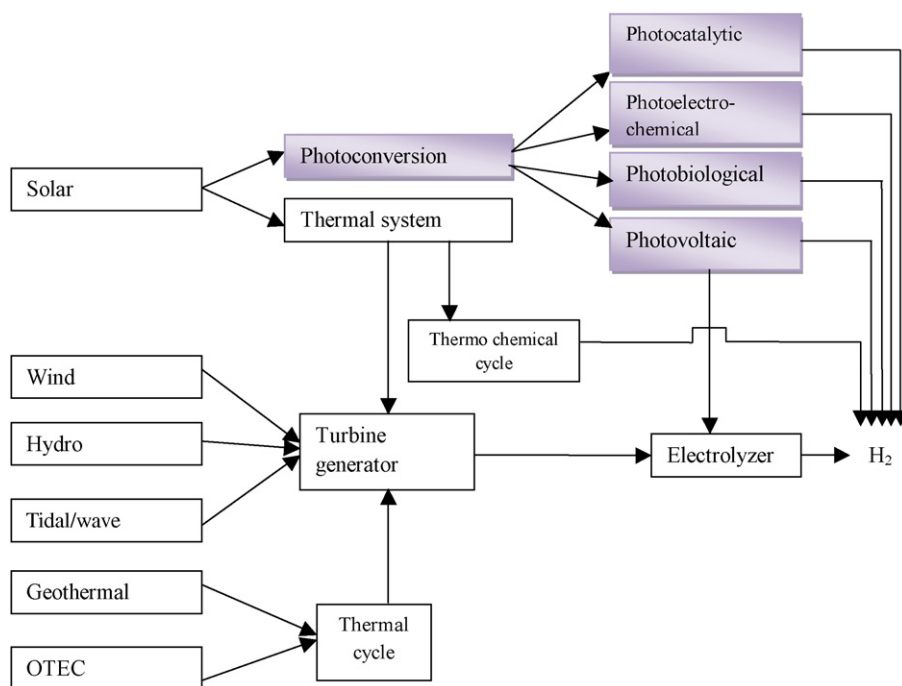 Photocatalytic
Photoelectro-
chemical
Photoconversion
Photobiological
Solar
Thermal system
Photovoltaic
Thermo chemical
cycle
Wind
Hydro
Turbine
generator
Electrolyzer
H₂
Tidal/wave
Geothermal
Thermal
cycle
OTEC